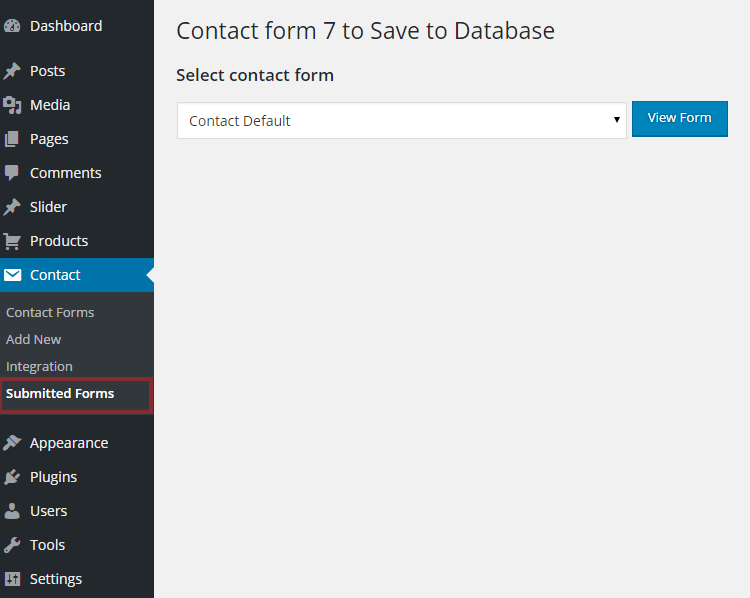 Dashboard
Posts
Media
Pages
Comments
Slider
Products
Contact
Contact Forms
Add New
Integration
Submitted Forms
Appearance
Plugins
Users
Tools
Settings
Contact form 7 to Save to Database
Select contact form
Contact Default
View Form